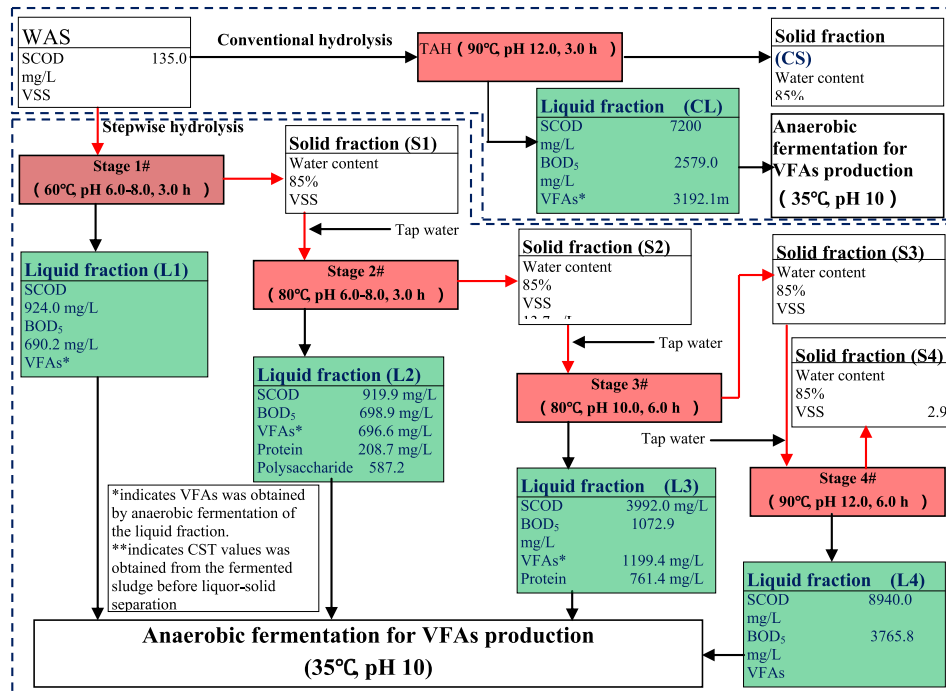 WAS
SCOD 135.0
mg/L
VSS
Conventional hydrolysis
TAH (90℃, pH 12.0, 3.0 h )
Solid fraction
(CS)
Water content
85%
Liquid fraction (CL)
SCOD 7200
mg/L
BOD5 2579.0
mg/L
VFAs* 3192.1m
Anaerobic
fermentation for
VFAs production
(35℃, pH 10)
Stepwise hydrolysis
Stage 1#
(60℃, pH 6.0-8.0, 3.0 h )
Solid fraction (S1)
Water content
85%
VSS
Tap water
Liquid fraction (L1)
SCOD
924.0 mg/L
BOD5
690.2 mg/L
VFAs*
Stage 2#
(80℃, pH 6.0-8.0, 3.0 h )
Solid fraction (S2)
Water content
85%
VSS
Tap water
Liquid fraction (L2)
SCOD 919.9 mg/L
BOD5 698.9 mg/L
VFAs* 696.6 mg/L
Protein 208.7 mg/L
Polysaccharide 587.2
Stage 3#
(80℃, pH 10.0, 6.0 h )
Solid fraction (S3)
Water content
85%
VSS
Solid fraction (S4)
Water content
85%
VSS 2.9
Tap water
Stage 4#
(90℃, pH 12.0, 6.0 h )
Liquid fraction (L3)
SCOD 3992.0 mg/L
BOD5 1072.9
mg/L
VFAs* 1199.4 mg/L
Protein 761.4 mg/L
Liquid fraction (L4)
SCOD 8940.0
mg/L
BOD5 3765.8
mg/L
VFAs
*indicates VFAs was obtained
by anaerobic fermentation of
the liquid fraction.
**indicates CST values was
obtained from the fermented
sludge before liquor-solid
separation
Anaerobic fermentation for VFAs production
(35℃, pH 10)